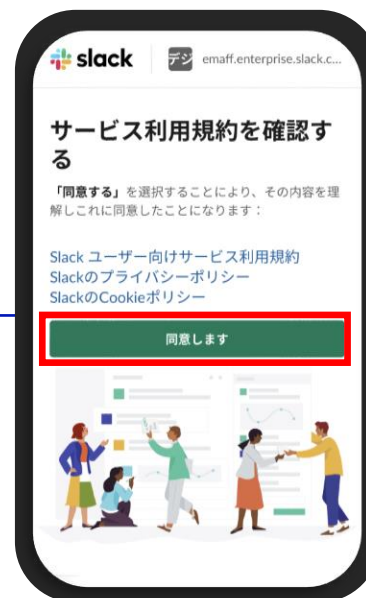 slack デジ emaff.enterprise.slack.c...
サービス利用規約を確認す
る
「同意する」を選択することにより、その内容を理
解しこれに同意したことになります：
Slack ユーザー向けサービス利用規約
Slackのプライバシーポリシー
SlackのCookieポリシー
同意します